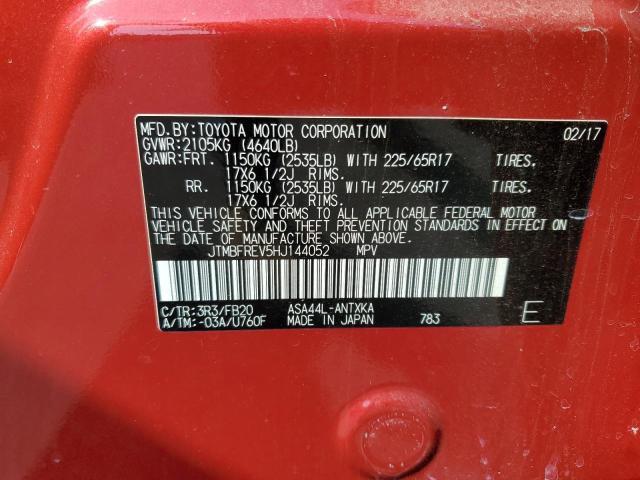 MFD.BY:TOYOTA MOTOR CORPORATION 02/17
GVWR:2105KG (4640LB)
GAWR:FRT. 1150KG (2535LB) WITH 225/65R17 TIRES.
17X6 1/2J RIMS.
RR. 1150KG (2535LB) WITH 225/65R17 TIRES.
17X6 1/2J RIMS.
THIS VEHICLE CONFORMS TO ALL APPLICABLE FEDERAL MOTOR
VEHICLE SAFETY AND THEFT PREVENTION STANDARDS IN EFFECT ON
THE DATE OF MANUFACTURE SHOWN ABOVE.
JTMBFREV5HJ144052 MPV
C/TR:3R3/FB20 ASA44L-ANTXKA
A/TM:-03A/U760F MADE IN JAPAN 783 E